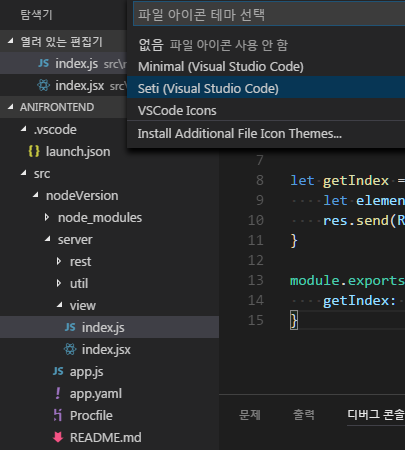 탐색기
열려 있는 편집기
JS index.js src\n
index.jsx src\
ANIFRONTEND
.vscode
{} launch.json
src
nodeVersion
node_modules
server
rest
util
view
JS index.js
index.jsx
JS app.js
! app.yaml
Procfile
README.md
파일 아이콘 테마 선택
없음 파일 아이콘 사용 안 함
Minimal (Visual Studio Code)
Seti (Visual Studio Code)
VSCode Icons
Install Additional File Icon Themes...
7
8 let getIndex =
9 let elemen
10 res.send(R
11 }
12
13 module.exports
14 getIndex:
15 }
문제 출력 디버그 콘솔